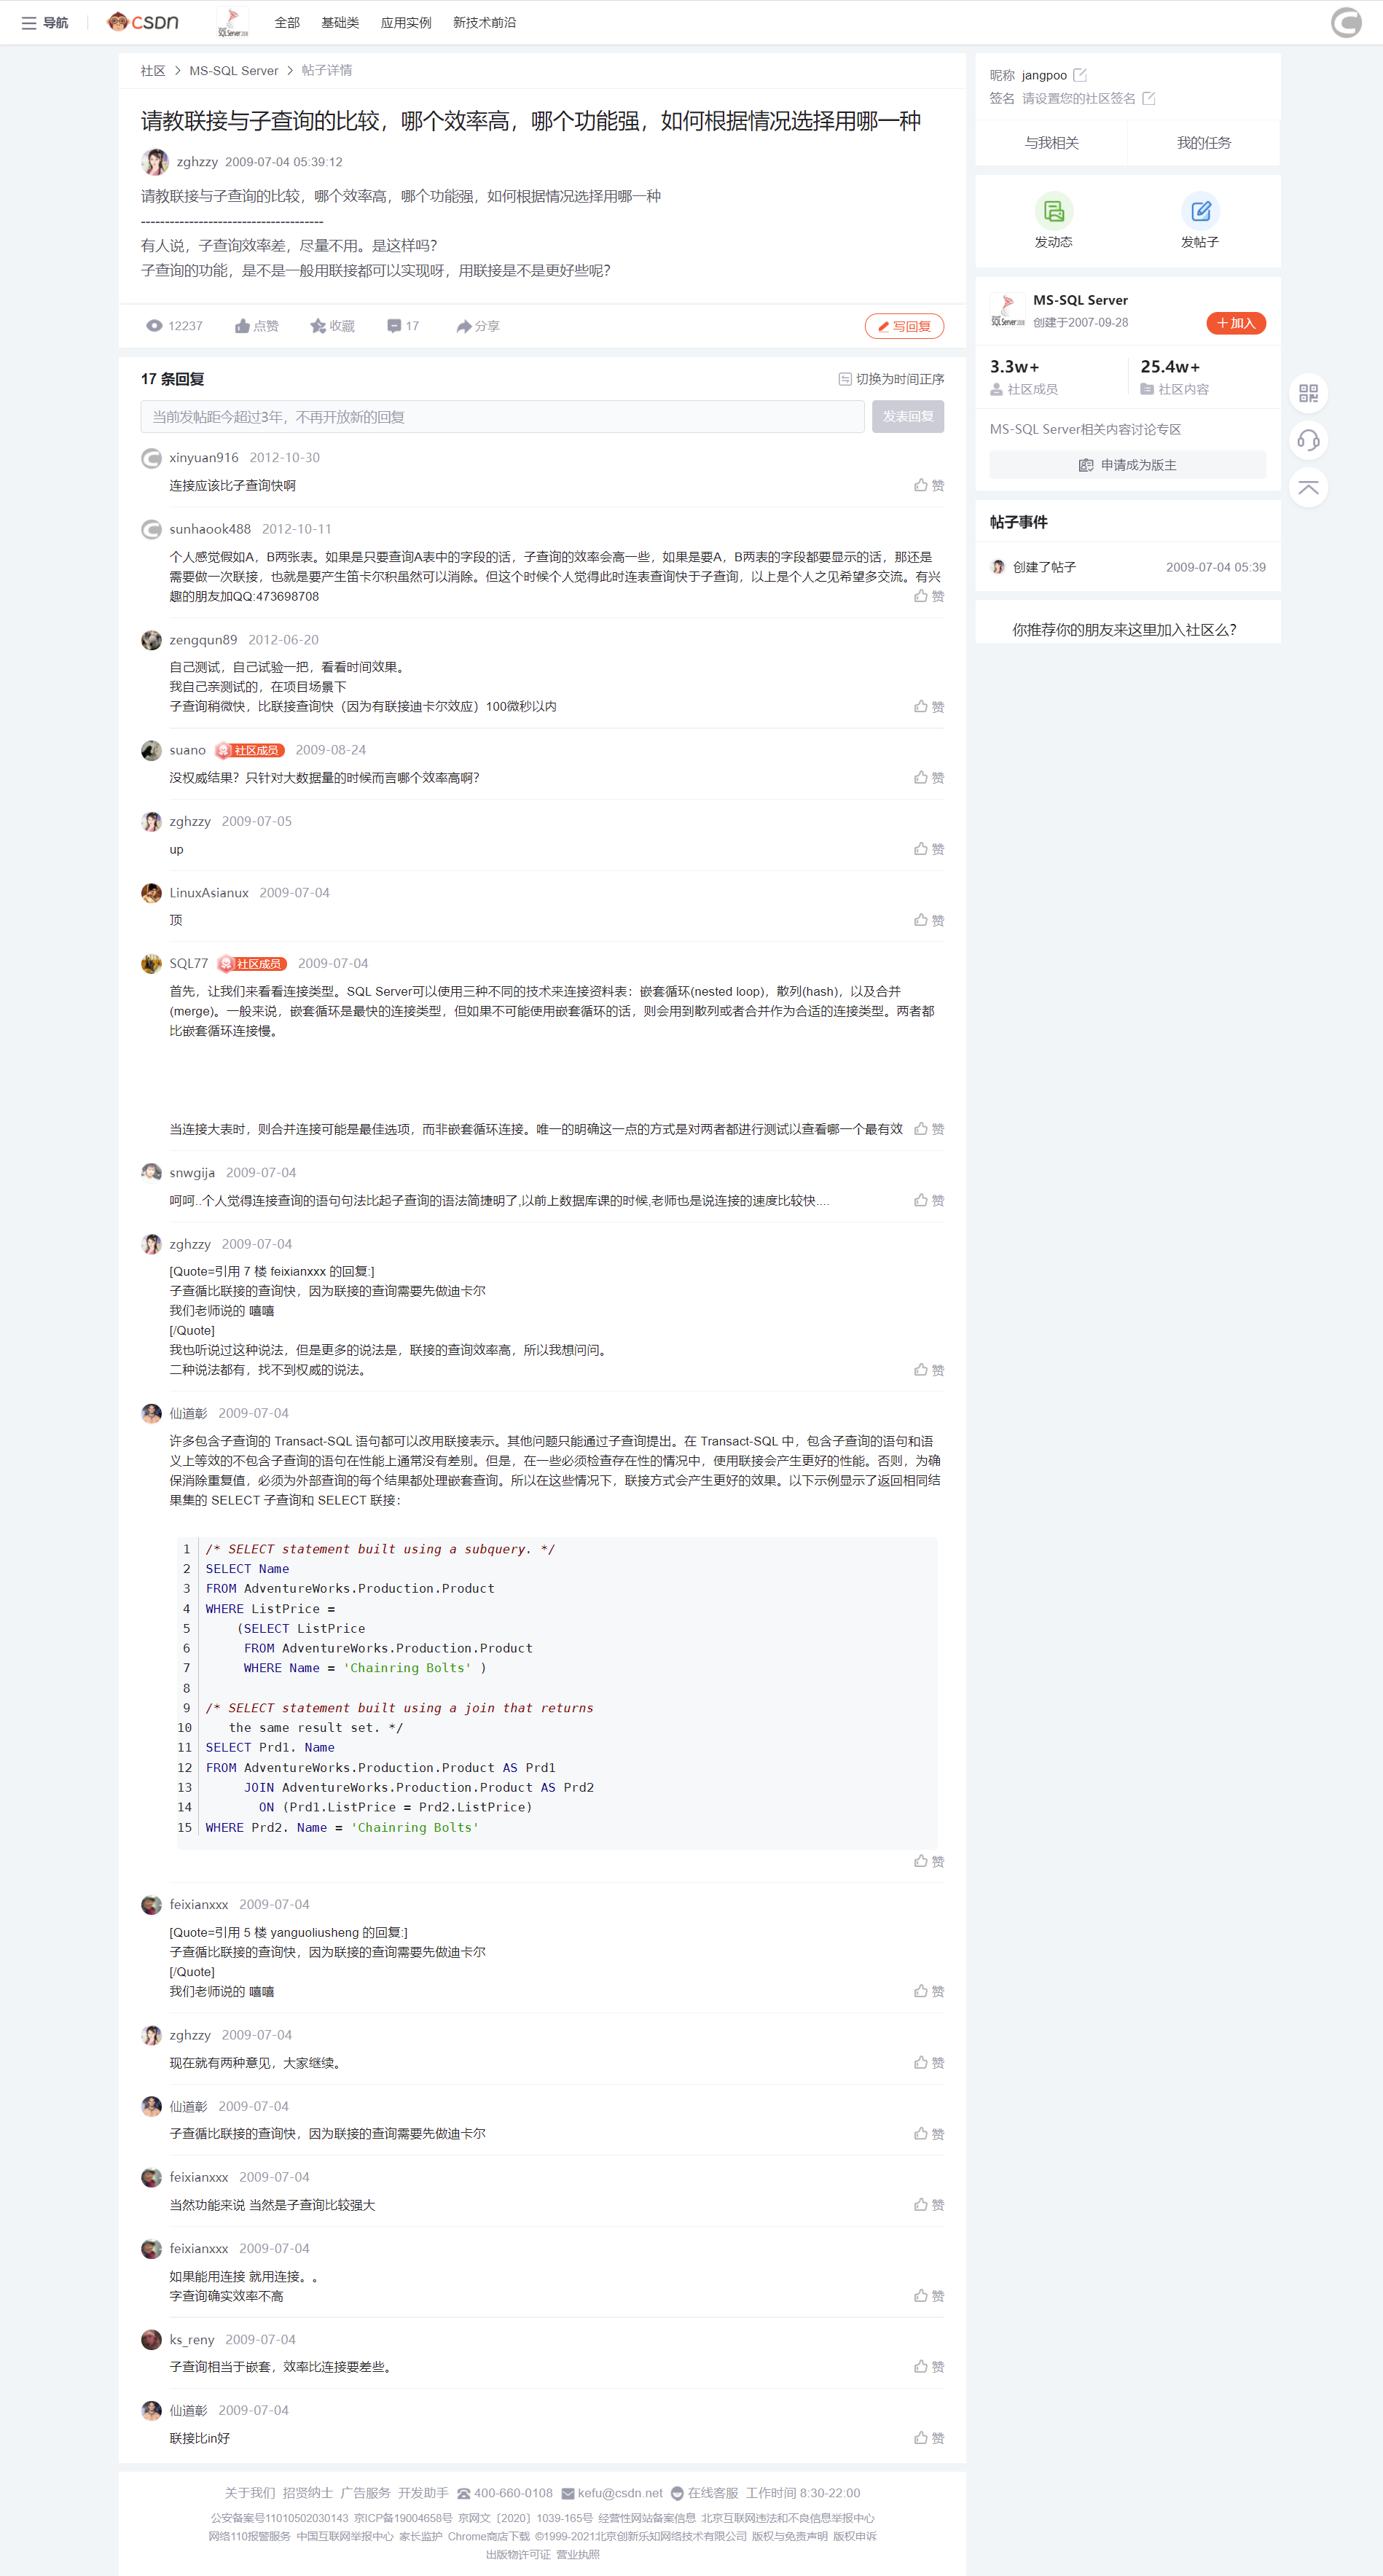 导航
CSDN
全部 基础类 应用实例 新技术前沿
社区 > MS-SQL Server > 帖子详情
请教联接与子查询的比较，哪个效率高，哪个功能强，如何根据情况选择用哪一种
zghzzy 2009-07-04 05:39:12
请教联接与子查询的比较，哪个效率高，哪个功能强，如何根据情况选择用哪一种
--------------------------------------
有人说，子查询效率差，尽量不用。是这样吗？
子查询的功能，是不是一般用联接都可以实现呀，用联接是不是更好些呢？
12237 点赞 收藏 17 分享 写回复
17 条回复 切换为时间正序
当前发帖距今超过3年，不再开放新的回复 发表回复
xinyuan916 2012-10-30
连接应该比子查询快啊
赞
sunhaook488 2012-10-11
个人感觉假如A，B两张表。如果是只要查询A表中的字段的话，子查询的效率会高一些，如果是要A，B两表的字段都要显示的话，那还是
需要做一次联接，也就是要产生笛卡尔积虽然可以消除。但这个时候个人觉得此时连表查询快于子查询，以上是个人之见希望多交流。有兴
趣的朋友加QQ:473698708
赞
zengqun89 2012-06-20
自己测试，自己试验一把，看看时间效果。
我自己亲测试的，在项目场景下
子查询稍微快，比联接查询快（因为有联接迪卡尔效应）100微秒以内
赞
suano 社区成员 2009-08-24
没权威结果？只针对大数据量的时候而言哪个效率高啊？
赞
zghzzy 2009-07-05
up
赞
LinuxAsianux 2009-07-04
顶
赞
SQL77 社区成员 2009-07-04
首先，让我们来看看连接类型。SQL Server可以使用三种不同的技术来连接资料表：嵌套循环(nested loop)，散列(hash)，以及合并
(merge)。一般来说，嵌套循环是最快的连接类型，但如果不可能使用嵌套循环的话，则会用到散列或者合并作为合适的连接类型。两者都
比嵌套循环连接慢。
当连接大表时，则合并连接可能是最佳选项，而非嵌套循环连接。唯一的明确这一点的方式是对两者都进行测试以查看哪一个最有效
赞
snwgija 2009-07-04
呵呵..个人觉得连接查询的语句句法比起子查询的语法简捷明了,以前上数据库课的时候,老师也是说连接的速度比较快....
赞
zghzzy 2009-07-04
[Quote=引用 7 楼 feixianxxx 的回复:]
子查循比联接的查询快，因为联接的查询需要先做迪卡尔
我们老师说的 嘻嘻
[/Quote]
我也听说过这种说法，但是更多的说法是，联接的查询效率高，所以我想问问。
二种说法都有，找不到权威的说法。
赞
仙道彰 2009-07-04
许多包含子查询的 Transact-SQL 语句都可以改用联接表示。其他问题只能通过子查询提出。在 Transact-SQL 中，包含子查询的语句和语
义上等效的不包含子查询的语句在性能上通常没有差别。但是，在一些必须检查存在性的情况中，使用联接会产生更好的性能。否则，为确
保消除重复值，必须为外部查询的每个结果都处理嵌套查询。所以在这些情况下，联接方式会产生更好的效果。以下示例显示了返回相同结
果集的 SELECT 子查询和 SELECT 联接：
1 /* SELECT statement built using a subquery. */
2 SELECT Name
3 FROM AdventureWorks.Production.Product
4 WHERE ListPrice =
5     (SELECT ListPrice
6      FROM AdventureWorks.Production.Product
7      WHERE Name = 'Chainring Bolts' )
8
9 /* SELECT statement built using a join that returns
10    the same result set. */
11 SELECT Prd1. Name
12 FROM AdventureWorks.Production.Product AS Prd1
13      JOIN AdventureWorks.Production.Product AS Prd2
14        ON (Prd1.ListPrice = Prd2.ListPrice)
15 WHERE Prd2. Name = 'Chainring Bolts'
赞
feixianxxx 2009-07-04
[Quote=引用 5 楼 yanguoliusheng 的回复:]
子查循比联接的查询快，因为联接的查询需要先做迪卡尔
[/Quote]
我们老师说的 嘻嘻
赞
zghzzy 2009-07-04
现在就有两种意见，大家继续。
赞
仙道彰 2009-07-04
子查循比联接的查询快，因为联接的查询需要先做迪卡尔
赞
feixianxxx 2009-07-04
当然功能来说 当然是子查询比较强大
赞
feixianxxx 2009-07-04
如果能用连接 就用连接。。
字查询确实效率不高
赞
ks_reny 2009-07-04
子查询相当于嵌套，效率比连接要差些。
赞
仙道彰 2009-07-04
联接比in好
赞
昵称 jangpoo
签名 请设置您的社区签名
与我相关 我的任务
发动态 发帖子
SQL Server
MS-SQL Server
创建于2007-09-28
加入
3.3w+ 25.4w+
社区成员 社区内容
MS-SQL Server相关内容讨论专区
申请成为版主
帖子事件
创建了帖子 2009-07-04 05:39
你推荐你的朋友来这里加入社区么？
关于我们 招贤纳士 广告服务 开发助手 400-660-0108 kefu@csdn.net 在线客服 工作时间 8:30-22:00
公安备案号11010502030143 京ICP备19004658号 京网文〔2020〕1039-165号 经营性网站备案信息 北京互联网违法和不良信息举报中心
网络110报警服务 中国互联网举报中心 家长监护 Chrome商店下载 ©1999-2021北京创新乐知网络技术有限公司 版权与免责声明 版权申诉
出版物许可证 营业执照